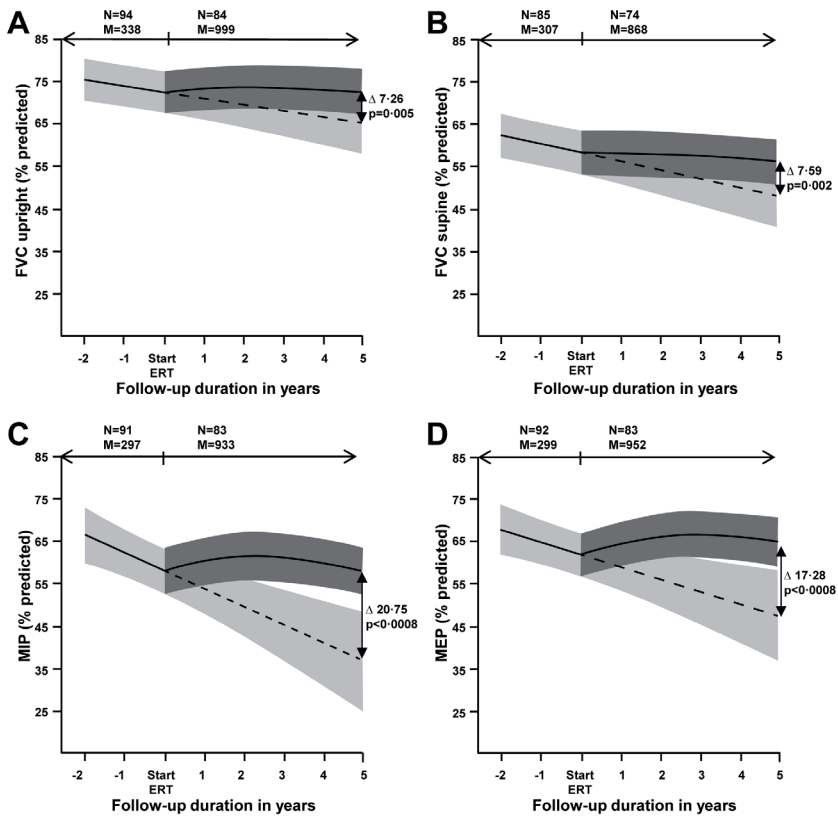 A
N=94 N=84
M=338 M=999
85
75
65
55
45
35
25
FVC upright (% predicted)
Δ 7·26
p=0·005
-2 -1 Start 1 2 3 4 5
ERT
Follow-up duration in years
B
N=85 N=74
M=307 M=868
85
75
65
55
45
35
25
FVC supine (% predicted)
Δ 7·59
p=0·002
-2 -1 Start 1 2 3 4 5
ERT
Follow-up duration in years
C
N=91 N=83
M=297 M=933
85
75
65
55
45
35
25
MIP (% predicted)
Δ 20·75
p<0·0008
-2 -1 Start 1 2 3 4 5
ERT
Follow-up duration in years
D
N=92 N=83
M=299 M=952
85
75
65
55
45
35
25
MEP (% predicted)
Δ 17·28
p<0·0008
-2 -1 Start 1 2 3 4 5
ERT
Follow-up duration in years